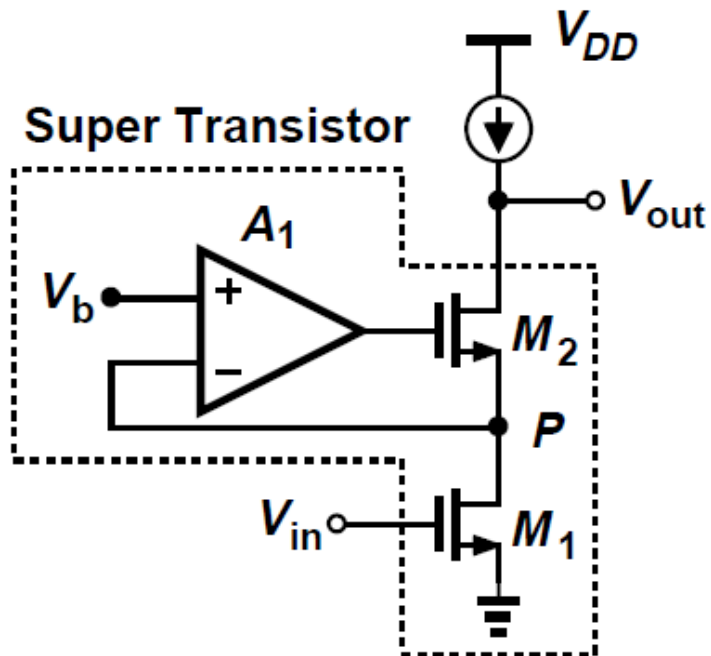 V_DD
Super Transistor
V_out
A_1
V_b
+
−
M_2
P
V_in
M_1